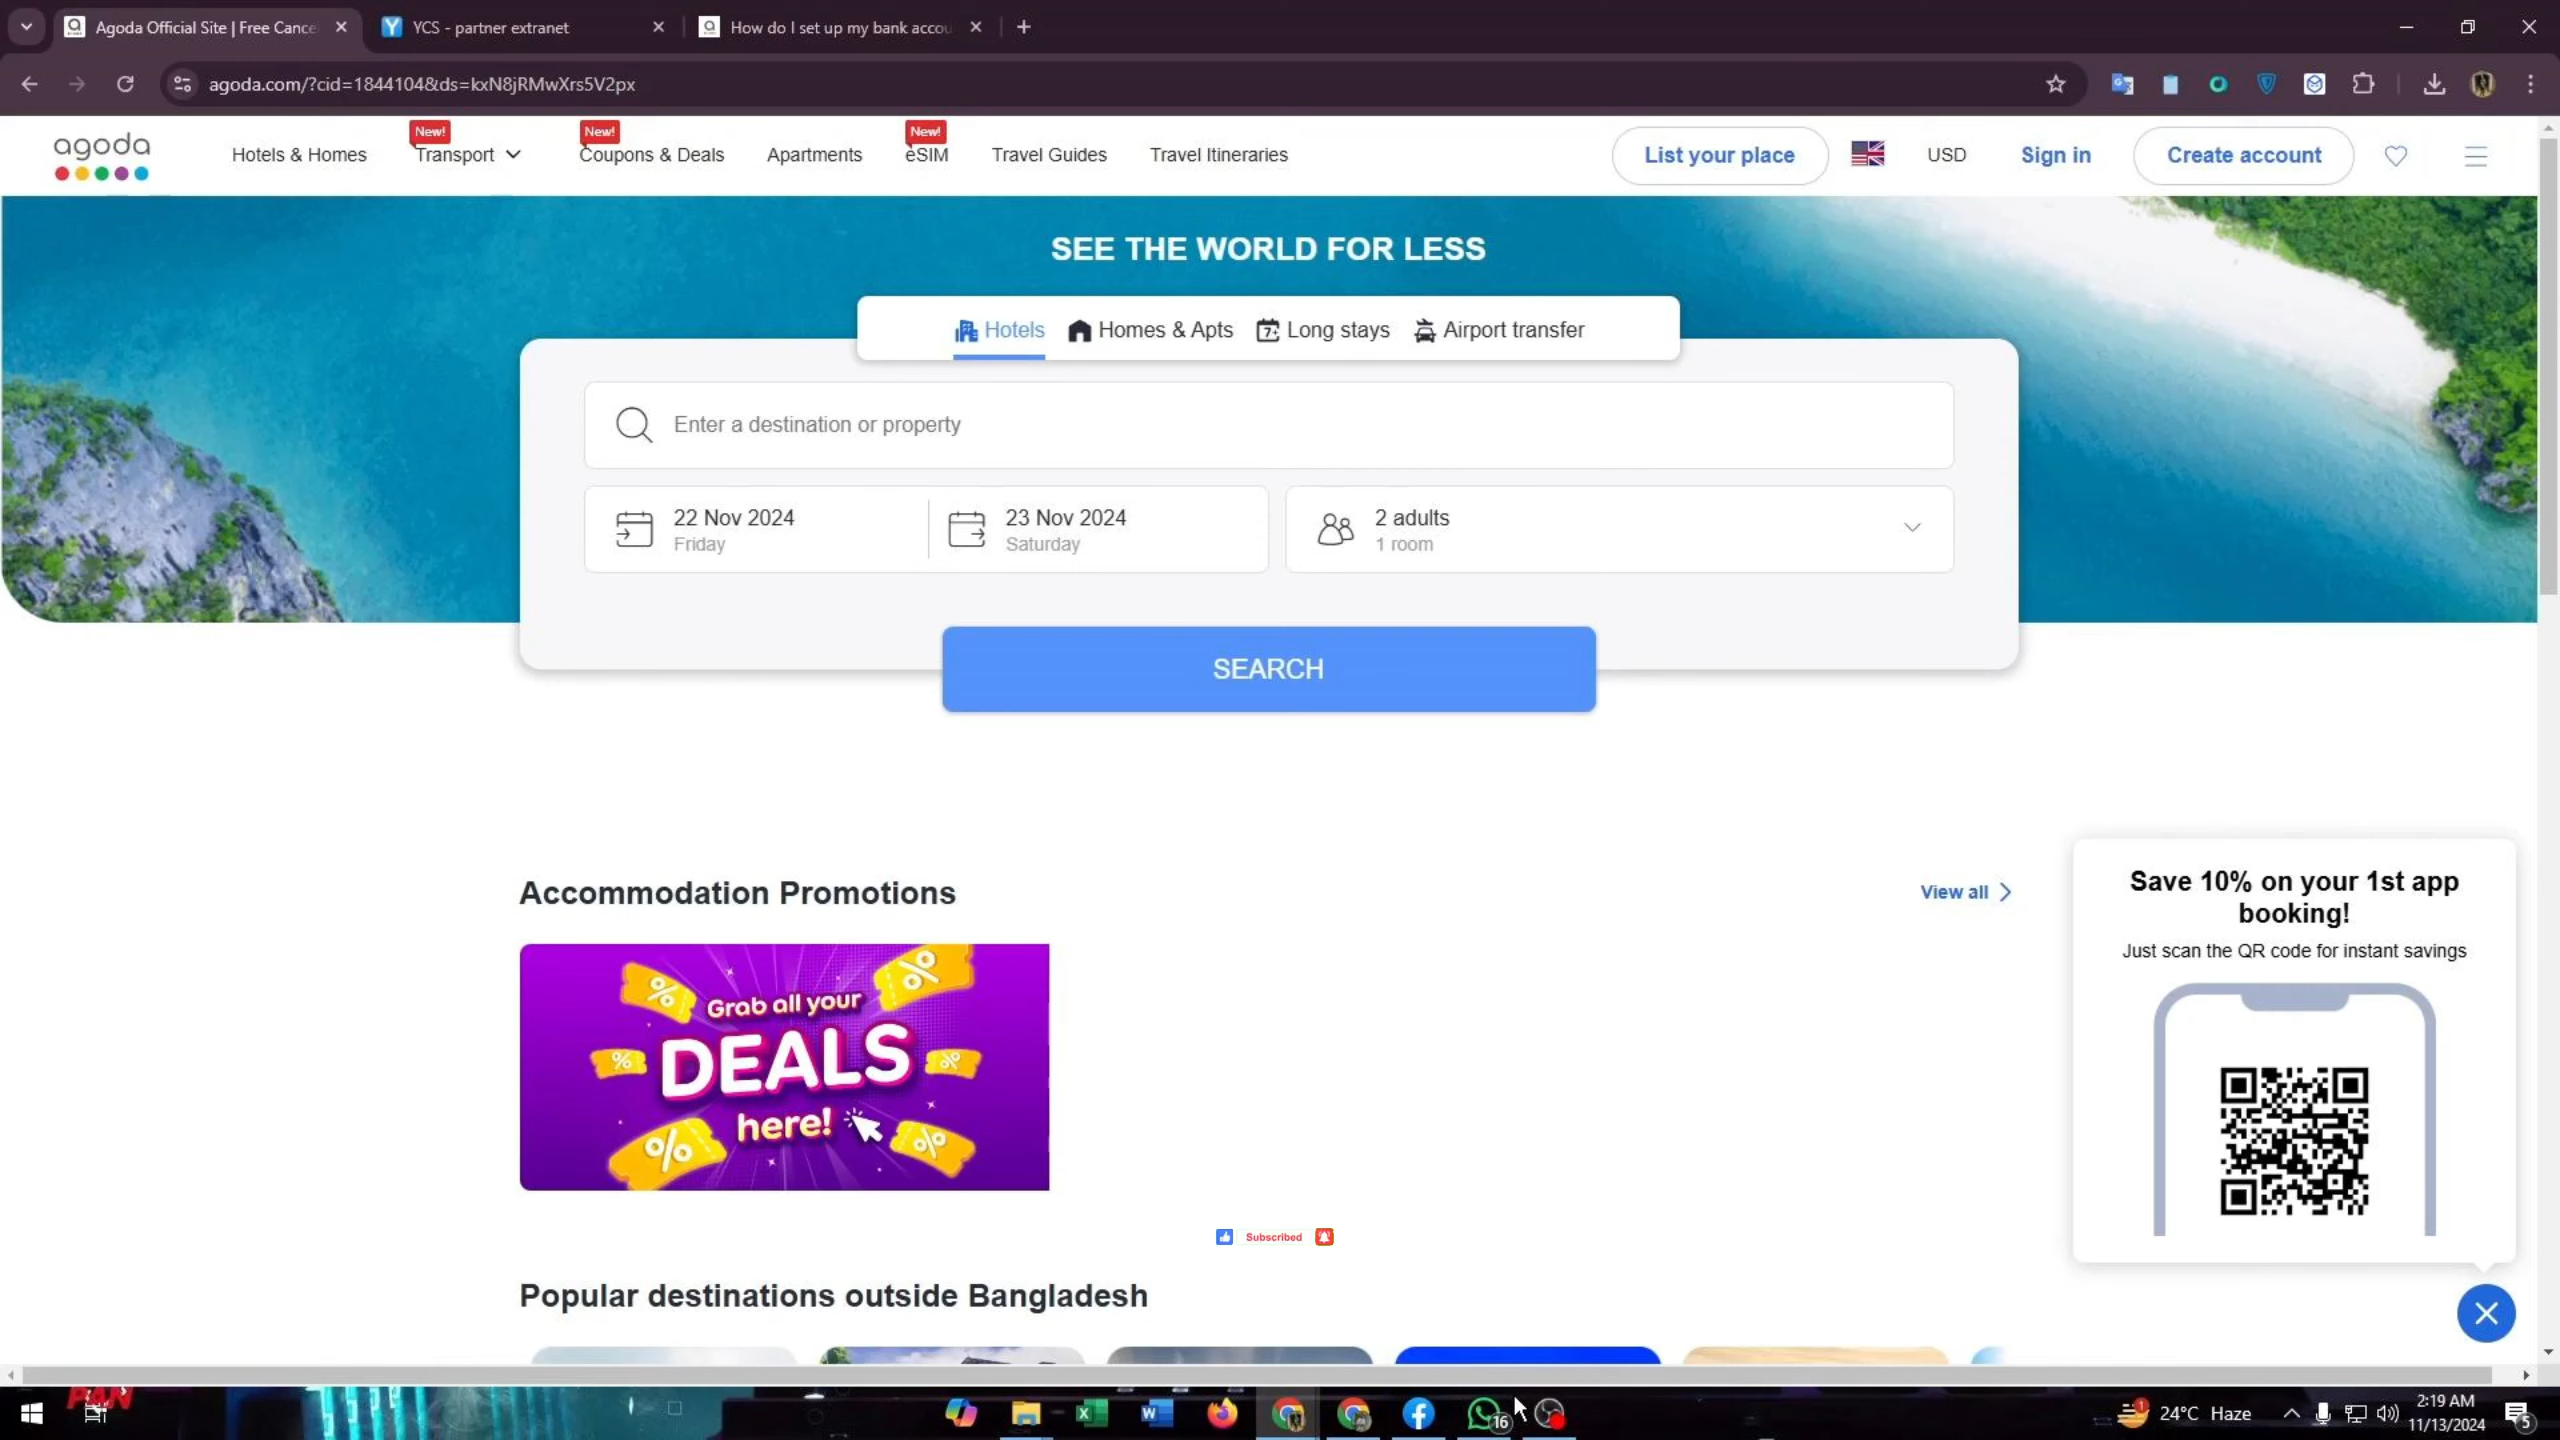 Agoda Official Site | Free Cance
YCS - partner extranet
How do I set up my bank accou
agoda.com/?cid=1844104&ds=kxN8jRMwXrs5V2px
agoda
Hotels & Homes
New!
Transport
New!
Coupons & Deals
Apartments
New!
eSIM
Travel Guides
Travel Itineraries
List your place
USD
Sign in
Create account
SEE THE WORLD FOR LESS
Hotels
Homes & Apts
7+
Long stays
Airport transfer
Enter a destination or property
22 Nov 2024
Friday
23 Nov 2024
Saturday
2 adults
1 room
SEARCH
Accommodation Promotions
View all
Grab all your
DEALS
here!
Save 10% on your 1st app
booking!
Just scan the QR code for instant savings
Subscribed
Popular destinations outside Bangladesh
16
1
24°C Haze
2:19 AM
11/13/2024
5